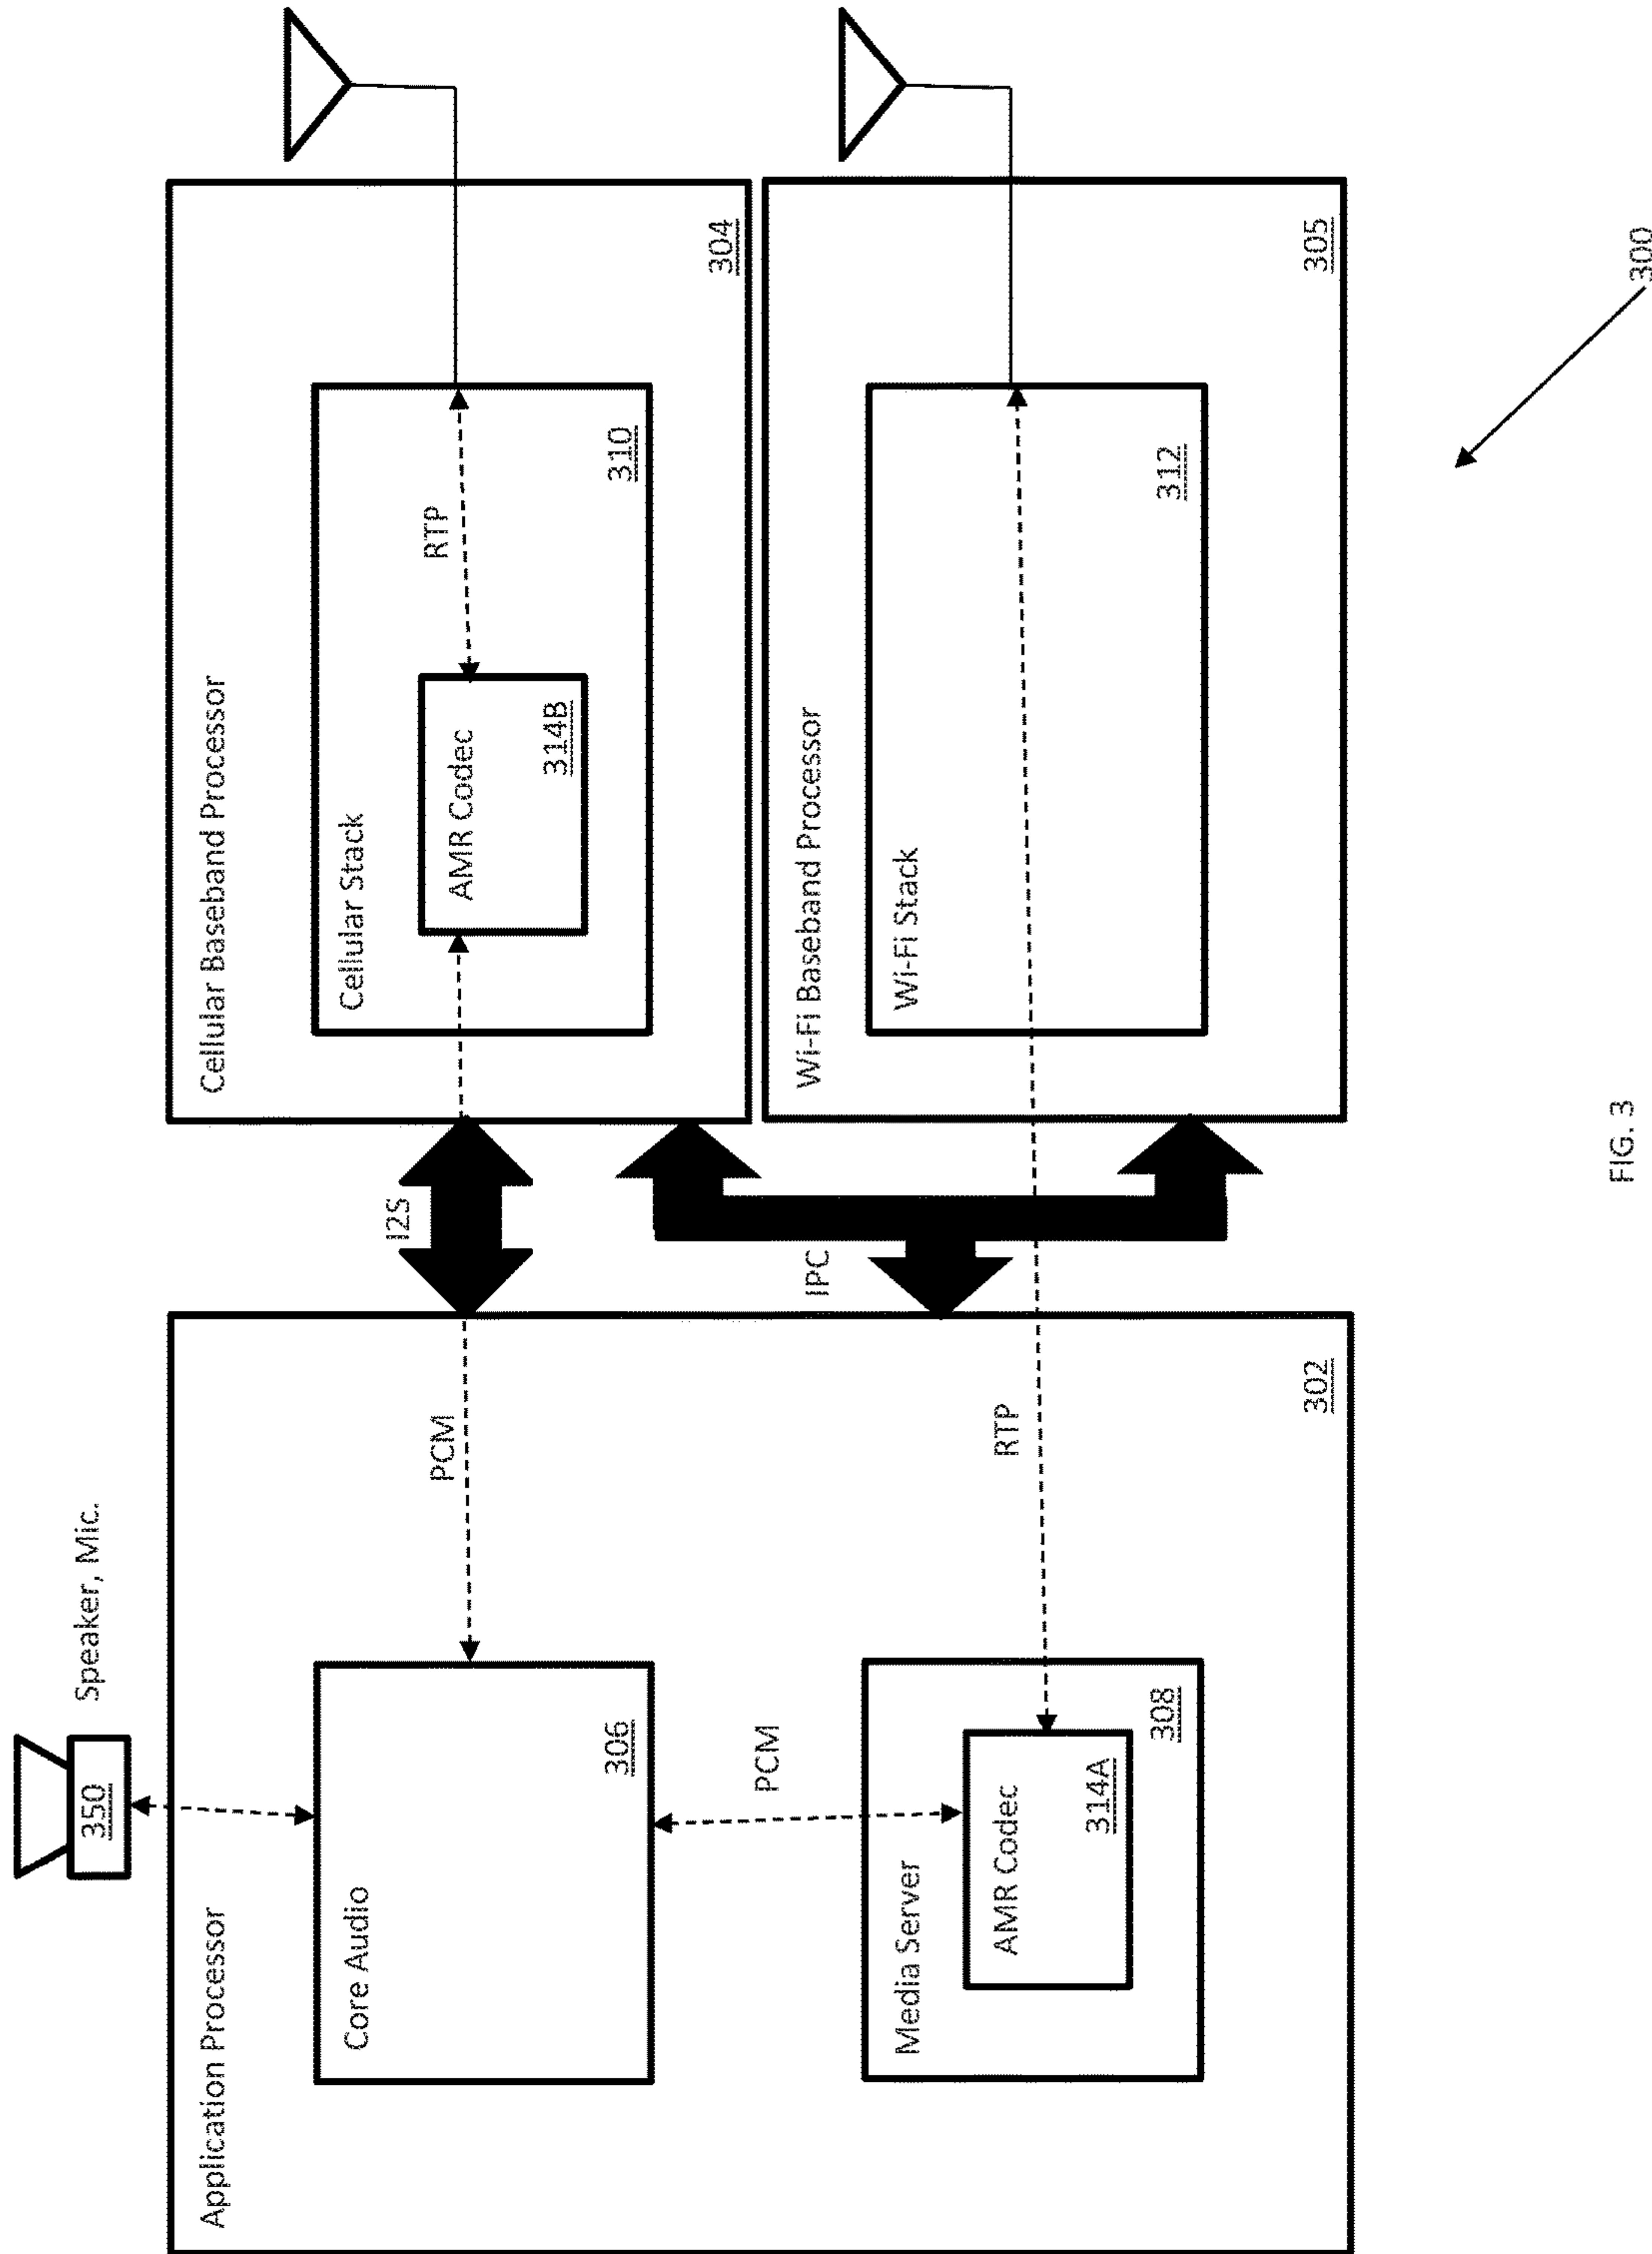 Speaker, Mic.
350
Application Processor
Core Audio
306
PCM
PCM
Media Server
AMR Codec
314A
308
RTP
302
I2S
IPC
Cellular Baseband Processor
Cellular Stack
AMR Codec
314B
RTP
310
304
Wi-Fi Baseband Processor
Wi-Fi Stack
312
305
300
FIG. 3